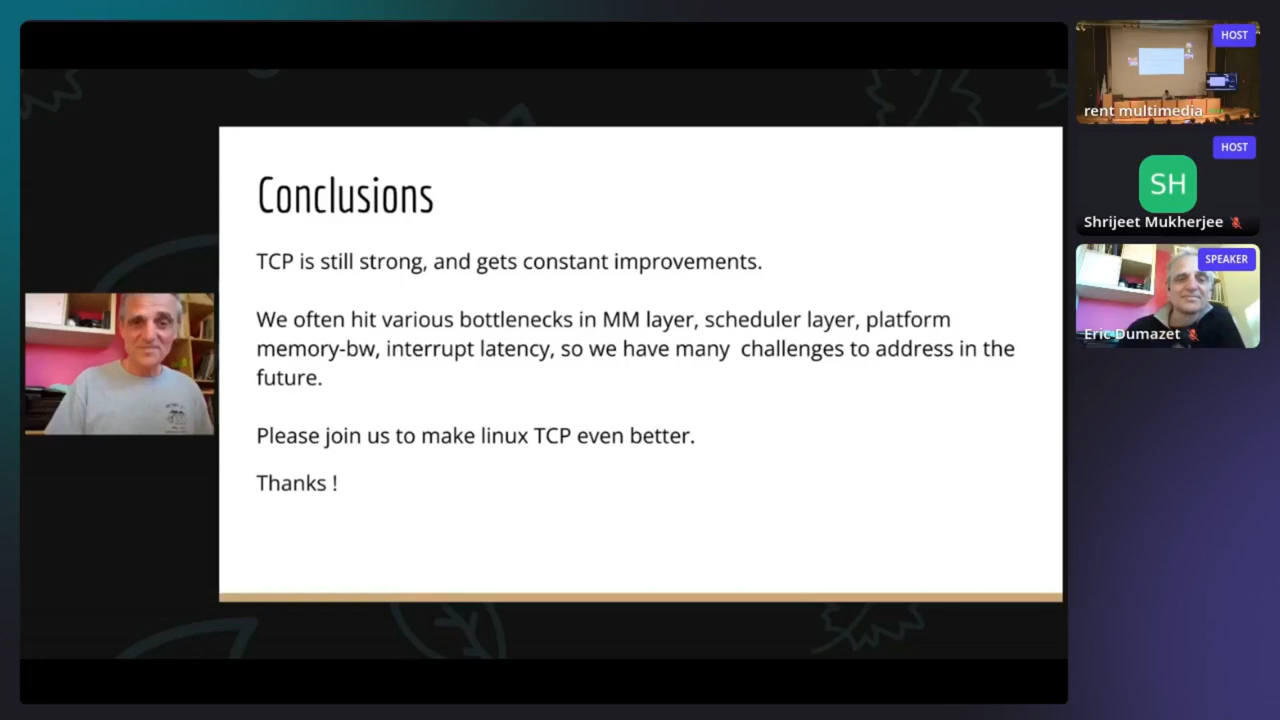 Conclusions
TCP is still strong, and gets constant improvements.
We often hit various bottlenecks in MM layer, scheduler layer, platform
memory-bw, interrupt latency, so we have many  challenges to address in the
future.
Please join us to make linux TCP even better.
Thanks !
HOST
rent multimedia
HOST
SH
Shrijeet Mukherjee
SPEAKER
Eric Dumazet